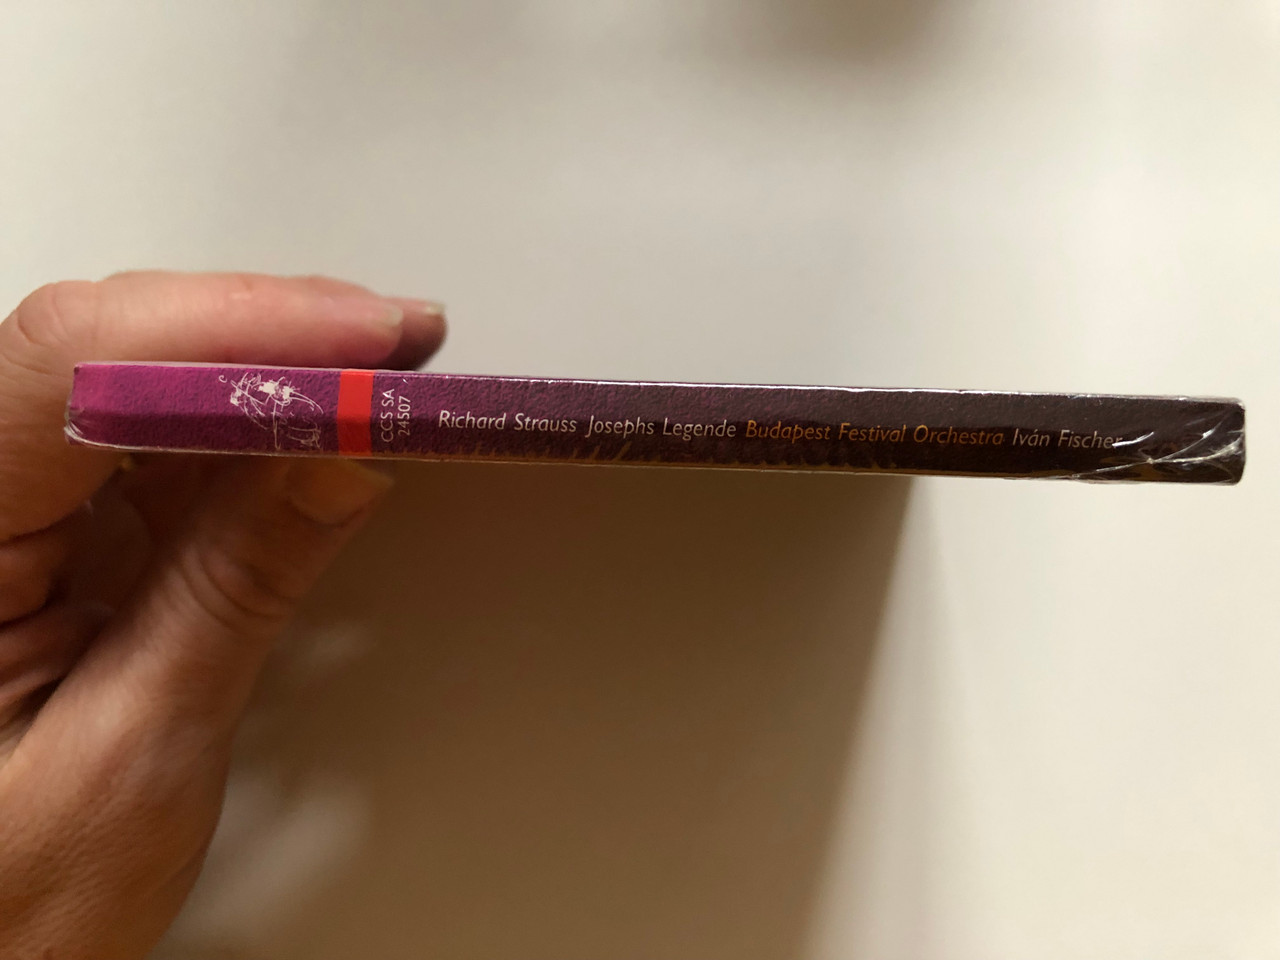 CCS SA
24507
Richard Strauss Josephs Legende Budapest Festival Orchestra Iván Fischer